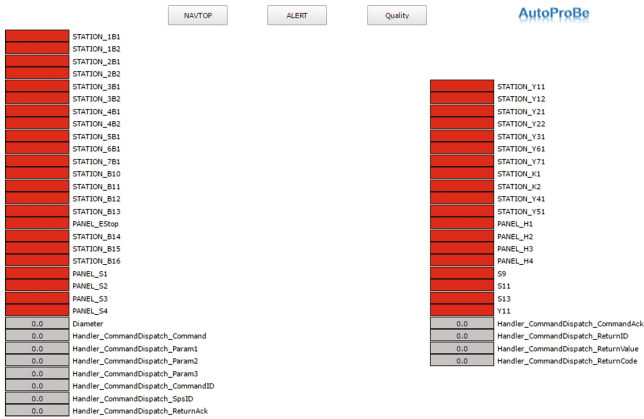 NAVTOP ALERT Quality AutoProBe
STATION_1B1
STATION_1B2
STATION_2B1
STATION_2B2
STATION_3B1
STATION_3B2
STATION_4B1
STATION_4B2
STATION_5B1
STATION_6B1
STATION_7B1
STATION_B10
STATION_B11
STATION_B12
STATION_B13
PANEL_EStop
STATION_B14
STATION_B15
STATION_B16
PANEL_S1
PANEL_S2
PANEL_S3
PANEL_S4
0.0 Diameter
0.0 Handler_CommandDispatch_Command
0.0 Handler_CommandDispatch_Param1
0.0 Handler_CommandDispatch_Param2
0.0 Handler_CommandDispatch_Param3
0.0 Handler_CommandDispatch_CommandID
0.0 Handler_CommandDispatch_SpsID
0.0 Handler_CommandDispatch_ReturnAck
STATION_Y11
STATION_Y12
STATION_Y21
STATION_Y22
STATION_Y31
STATION_Y61
STATION_Y71
STATION_K1
STATION_K2
STATION_Y41
STATION_Y51
PANEL_H1
PANEL_H2
PANEL_H3
PANEL_H4
S9
S11
S13
Y11
0.0 Handler_CommandDispatch_CommandAck
0.0 Handler_CommandDispatch_ReturnID
0.0 Handler_CommandDispatch_ReturnValue
0.0 Handler_CommandDispatch_ReturnCode